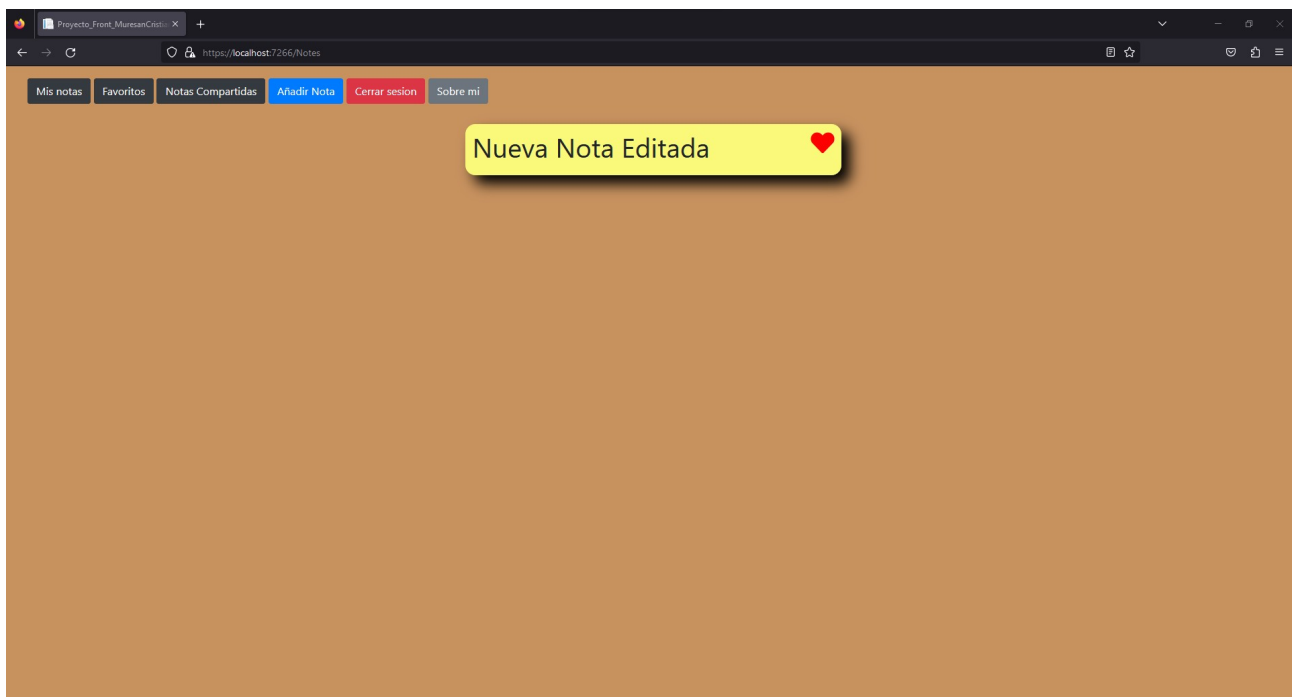 Proyecto_Front_MuresanCristi
https://localhost:7266/Notes
Mis notas Favoritos Notas Compartidas Añadir Nota Cerrar sesion Sobre mi
Nueva Nota Editada